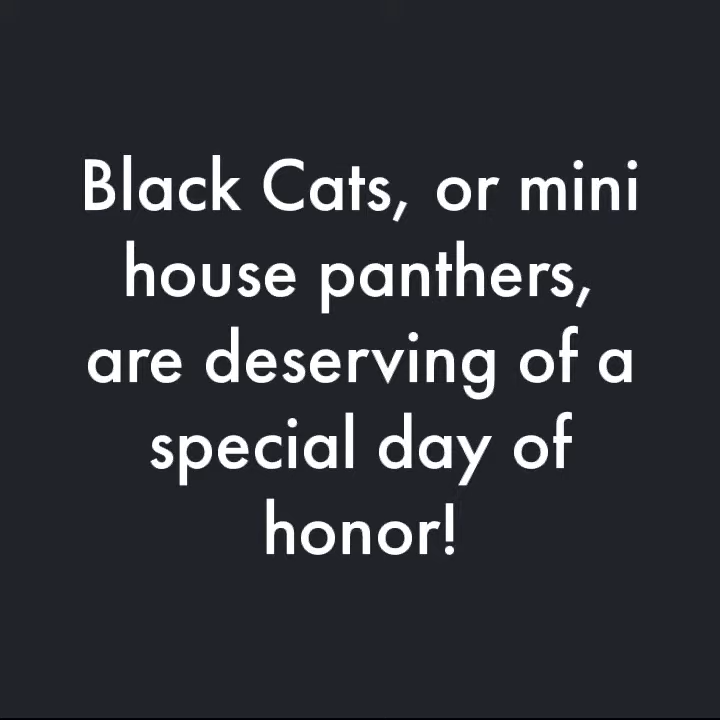 Black Cats, or mini
house panthers,
are deserving of a
special day of
honor!